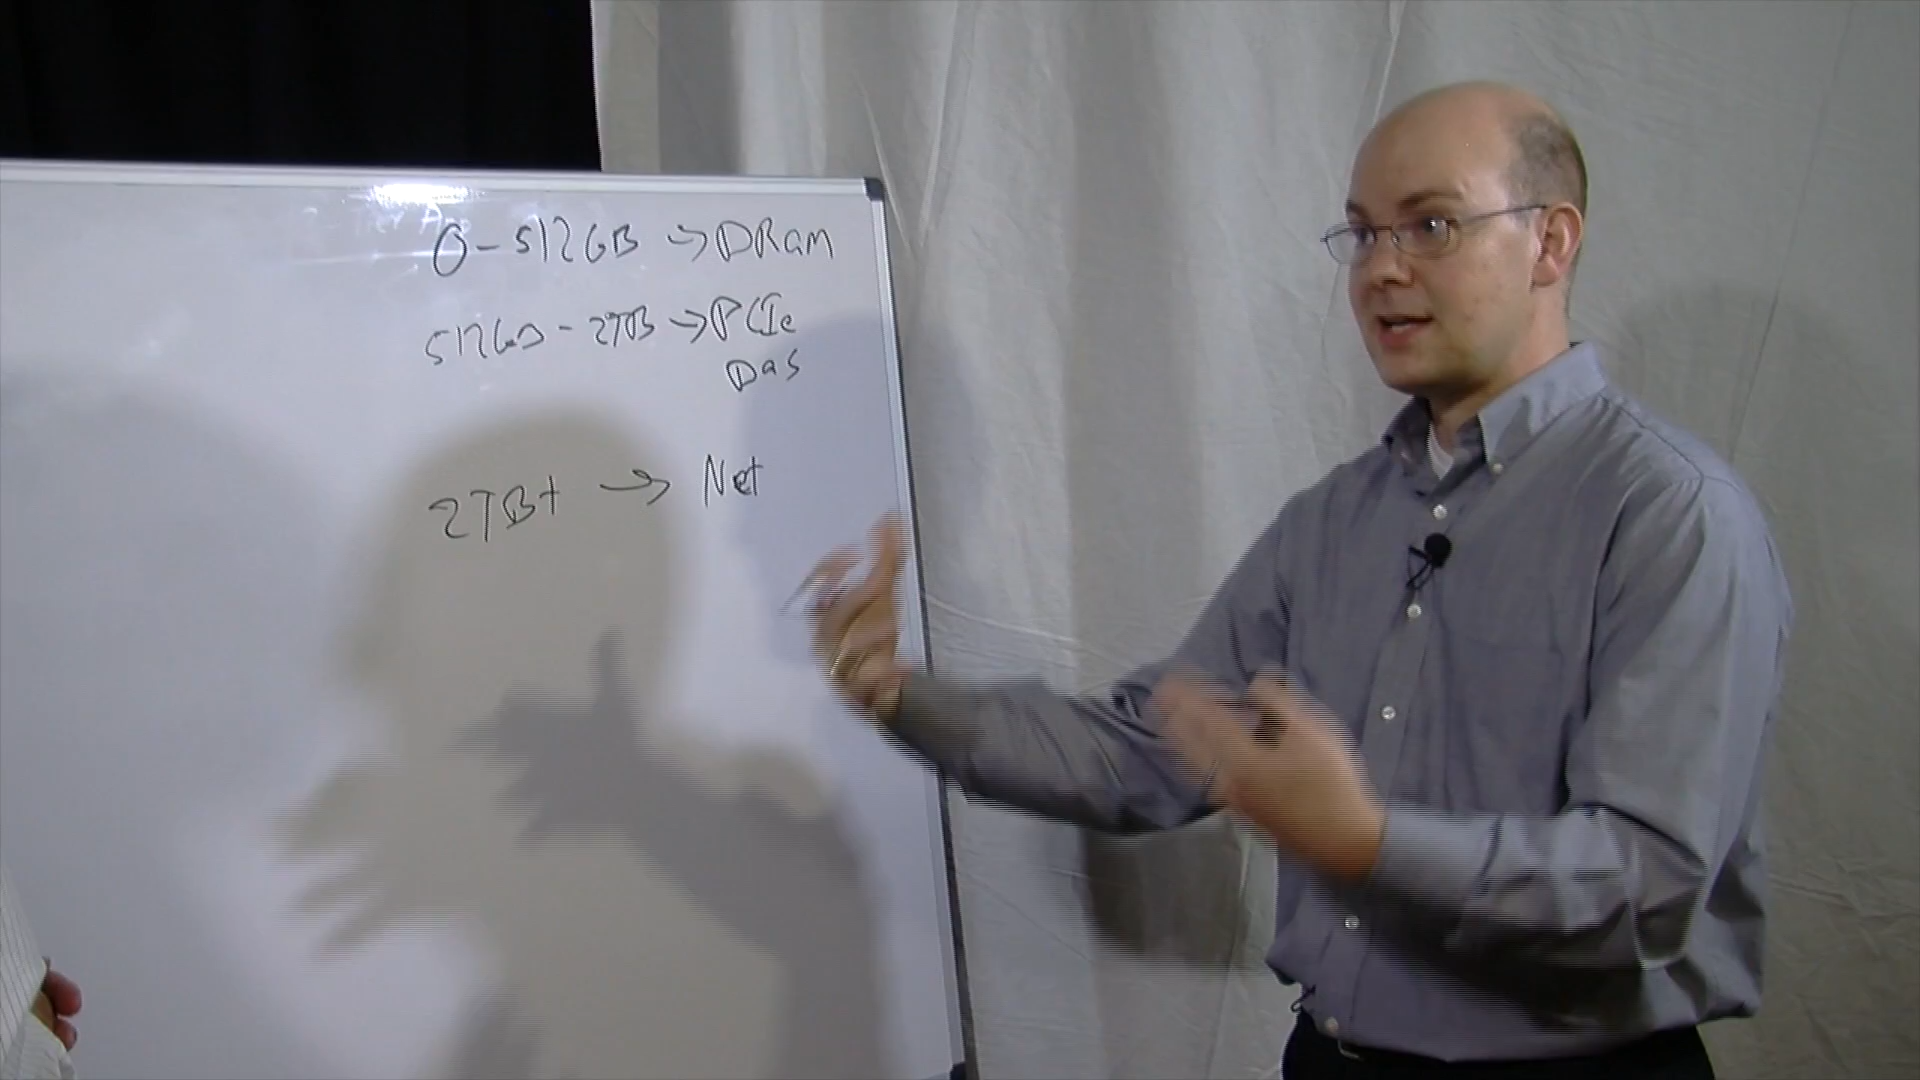 0-512GB → DRam
512GB - 2TB → PCIe
Das
2TB+ → Net